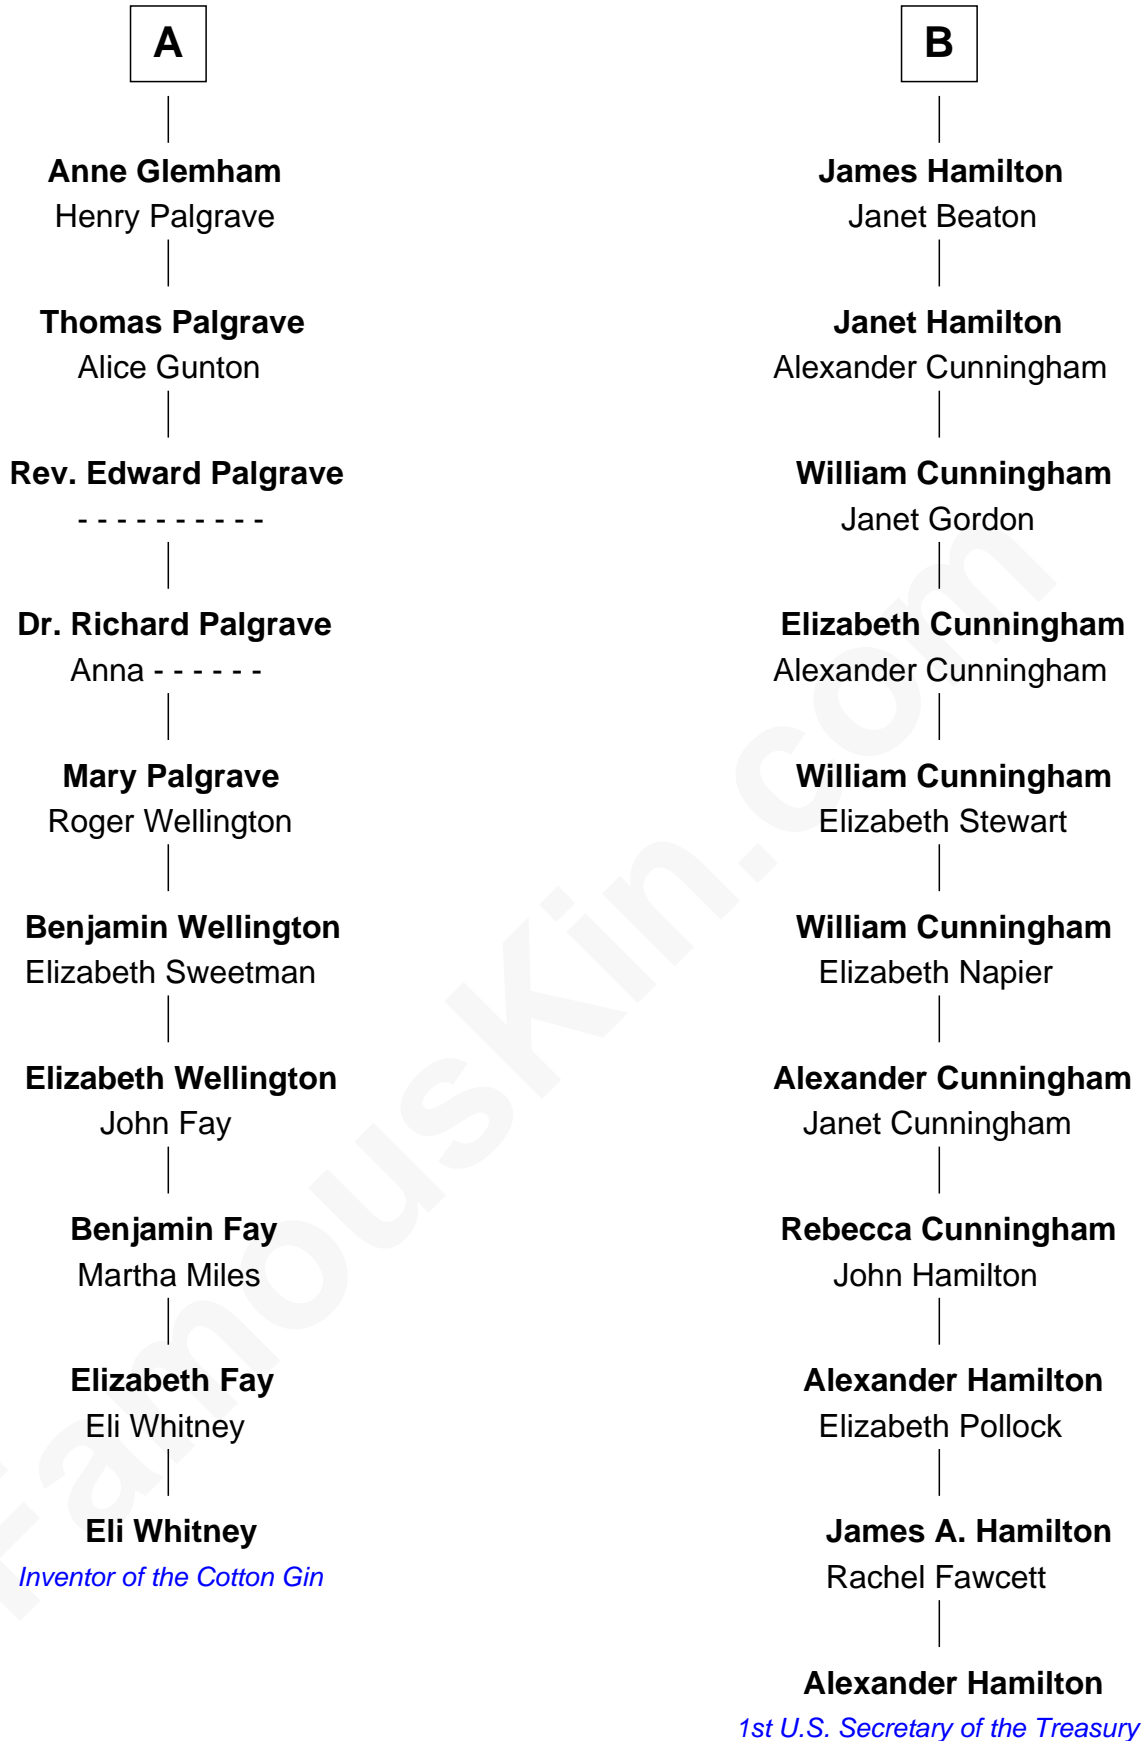 A
Anne Glemham
Henry Palgrave
Thomas Palgrave
Alice Gunton
Rev. Edward Palgrave
- - - - - - - - - -
Dr. Richard Palgrave
Anna - - - - - -
Mary Palgrave
Roger Wellington
Benjamin Wellington
Elizabeth Sweetman
Elizabeth Wellington
John Fay
Benjamin Fay
Martha Miles
Elizabeth Fay
Eli Whitney
Eli Whitney
Inventor of the Cotton Gin
B
James Hamilton
Janet Beaton
Janet Hamilton
Alexander Cunningham
William Cunningham
Janet Gordon
Elizabeth Cunningham
Alexander Cunningham
William Cunningham
Elizabeth Stewart
William Cunningham
Elizabeth Napier
Alexander Cunningham
Janet Cunningham
Rebecca Cunningham
John Hamilton
Alexander Hamilton
Elizabeth Pollock
James A. Hamilton
Rachel Fawcett
Alexander Hamilton
1st U.S. Secretary of the Treasury
FamousKin.com